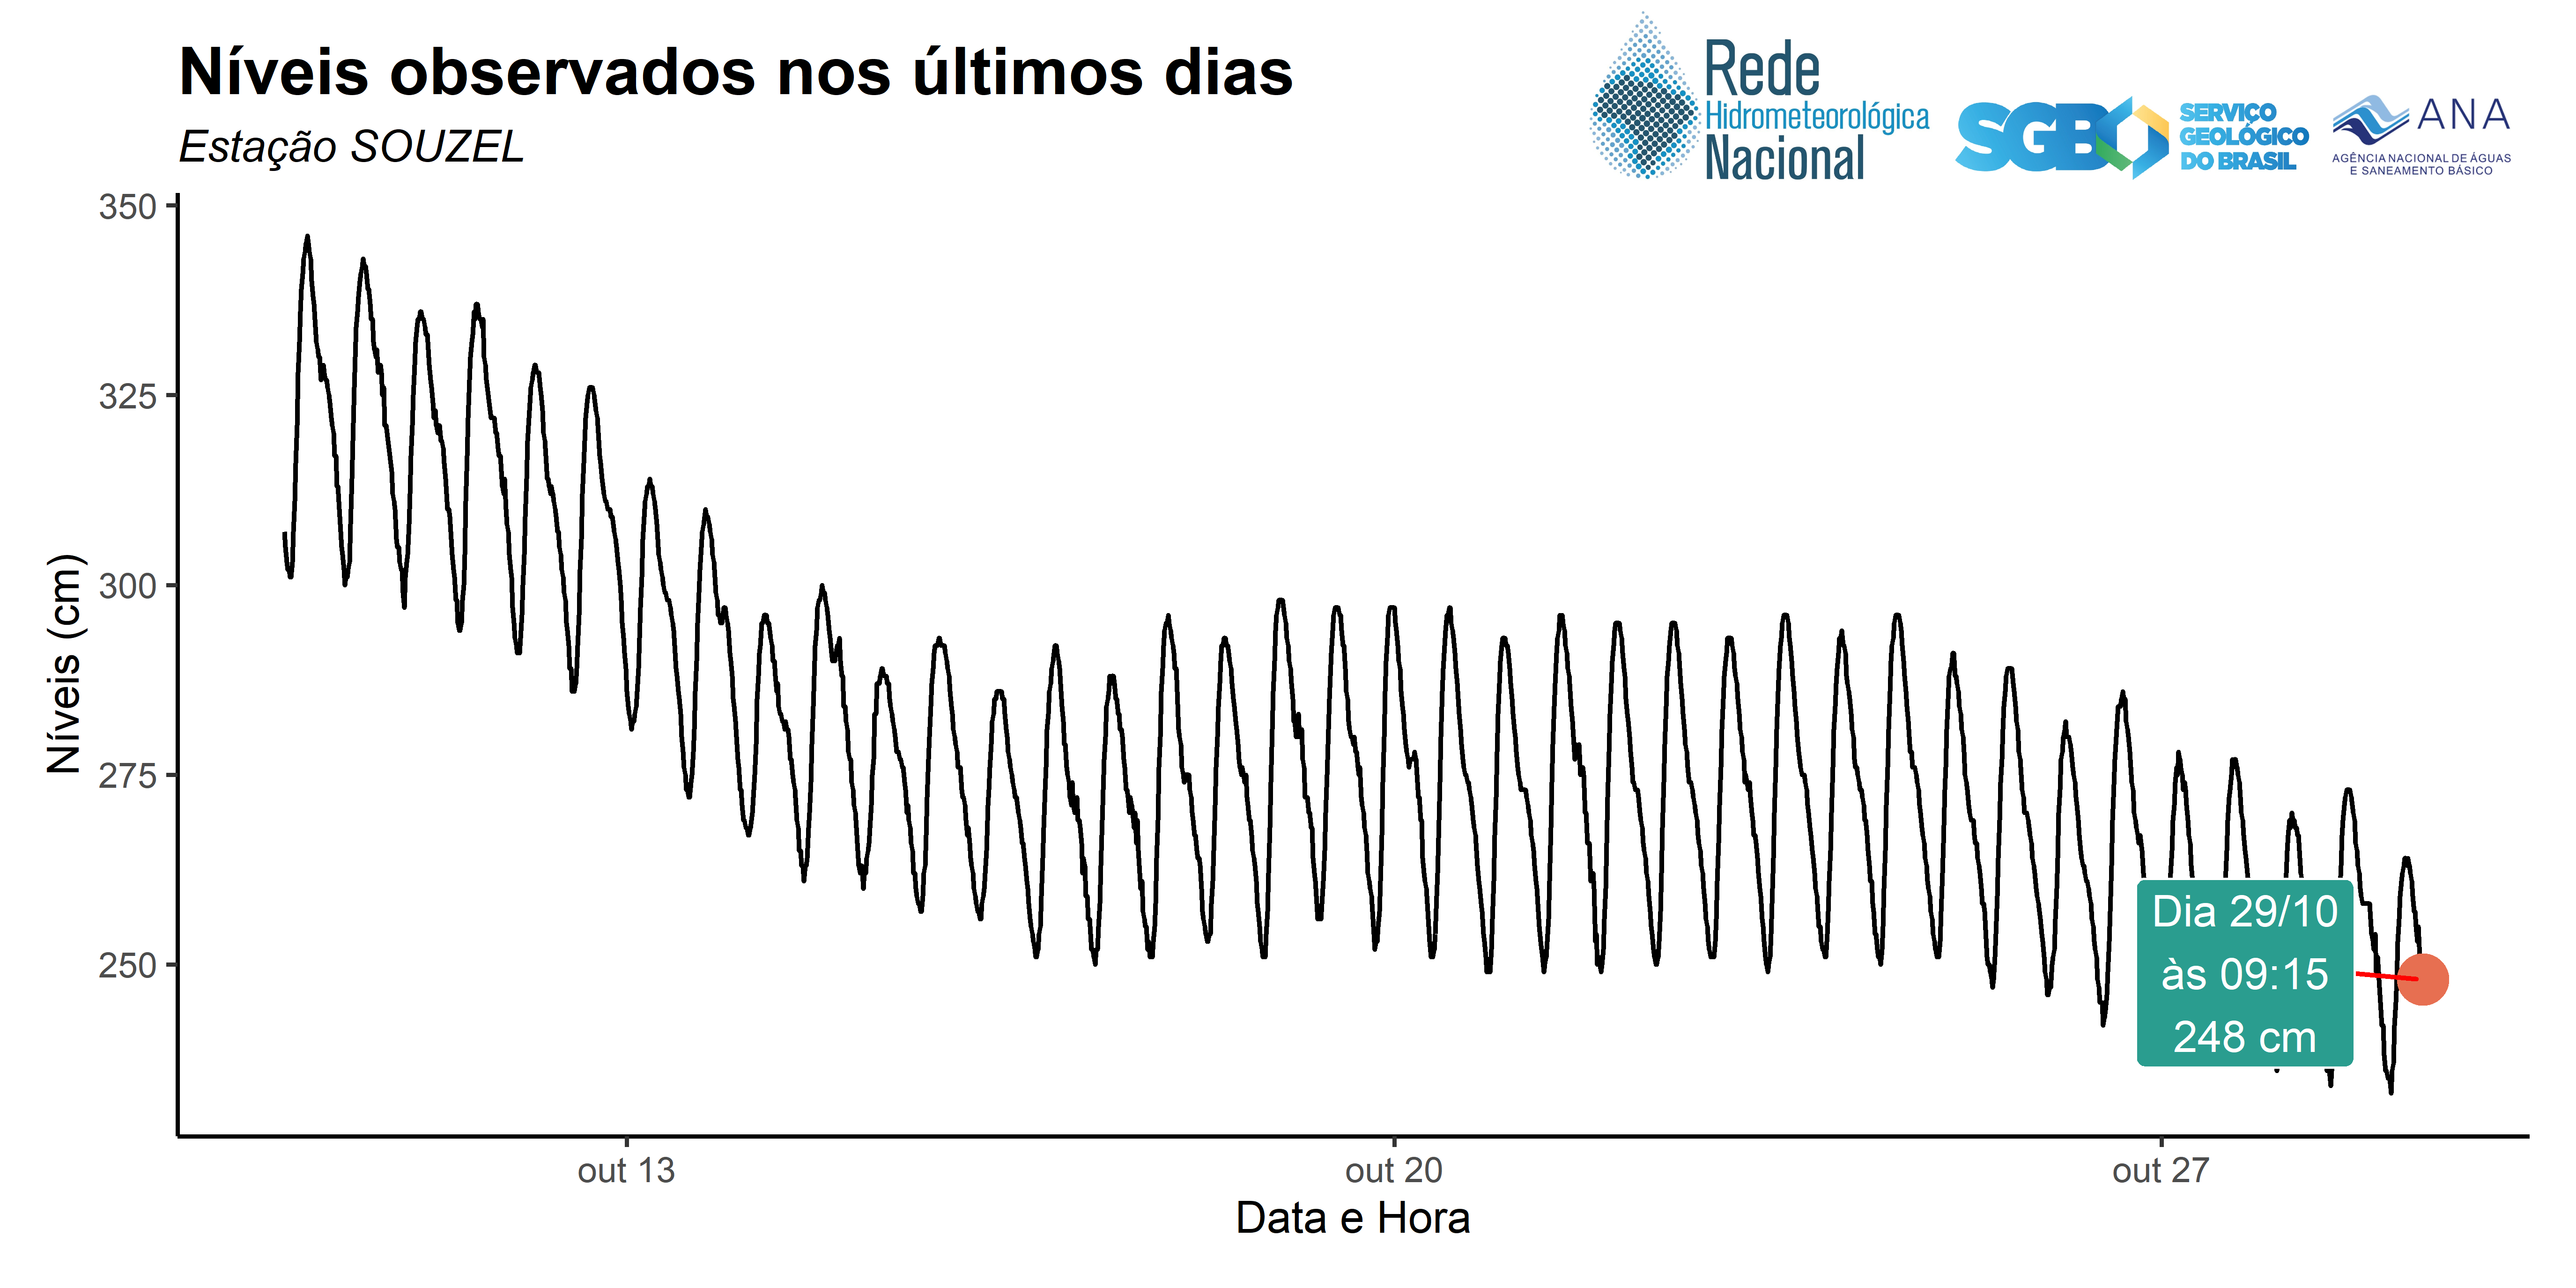 Níveis observados nos últimos dias
Estação SOUZEL
Rede
Hidrometeorológica
Nacional
SGB
SERVIÇO
GEOLÓGICO
DO BRASIL
ANA
AGÊNCIA NACIONAL DE ÁGUAS
E SANEAMENTO BÁSICO
350
325
300
275
250
Níveis (cm)
Dia 29/10
às 09:15
248 cm
out 13
out 20
out 27
Data e Hora